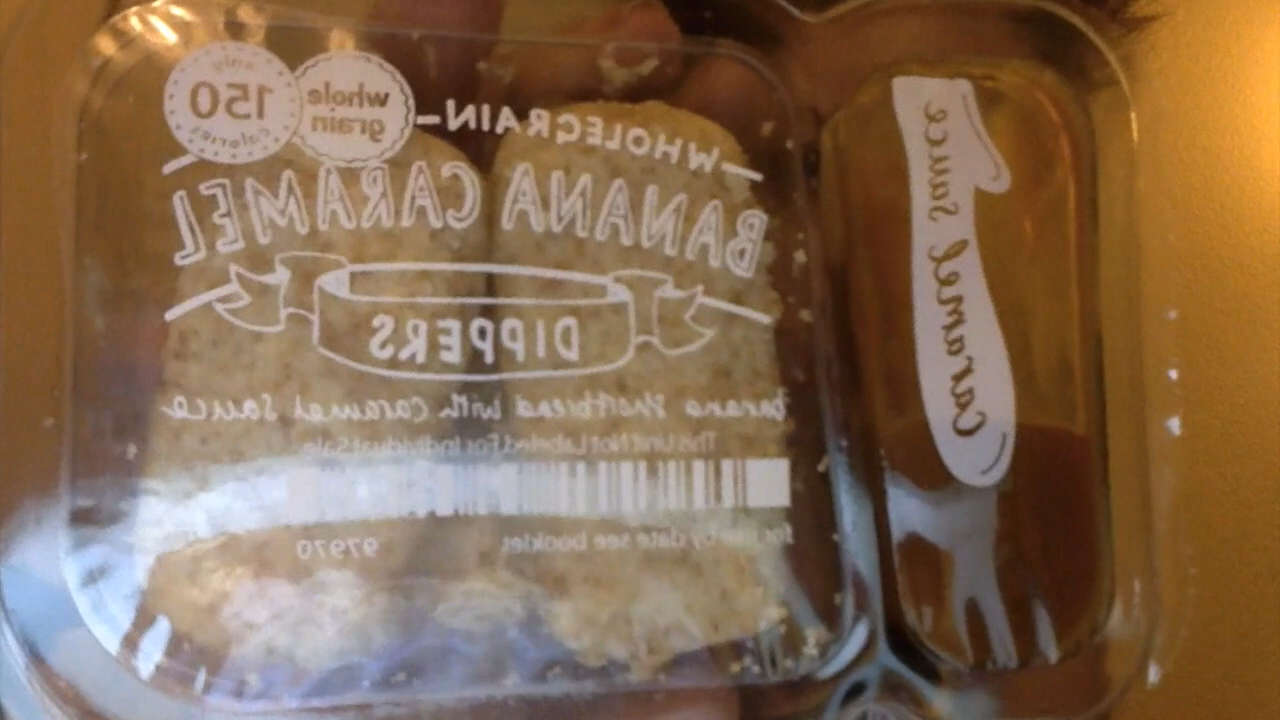 only
150
calories
whole
grain
—WHOLEGRAIN—
BANANA CARAMEL
DIPPERS
banana shortbread with caramel sauce
This Unit Not Labeled For Individual Sale
for use by date see booklet
97970
Caramel Sauce